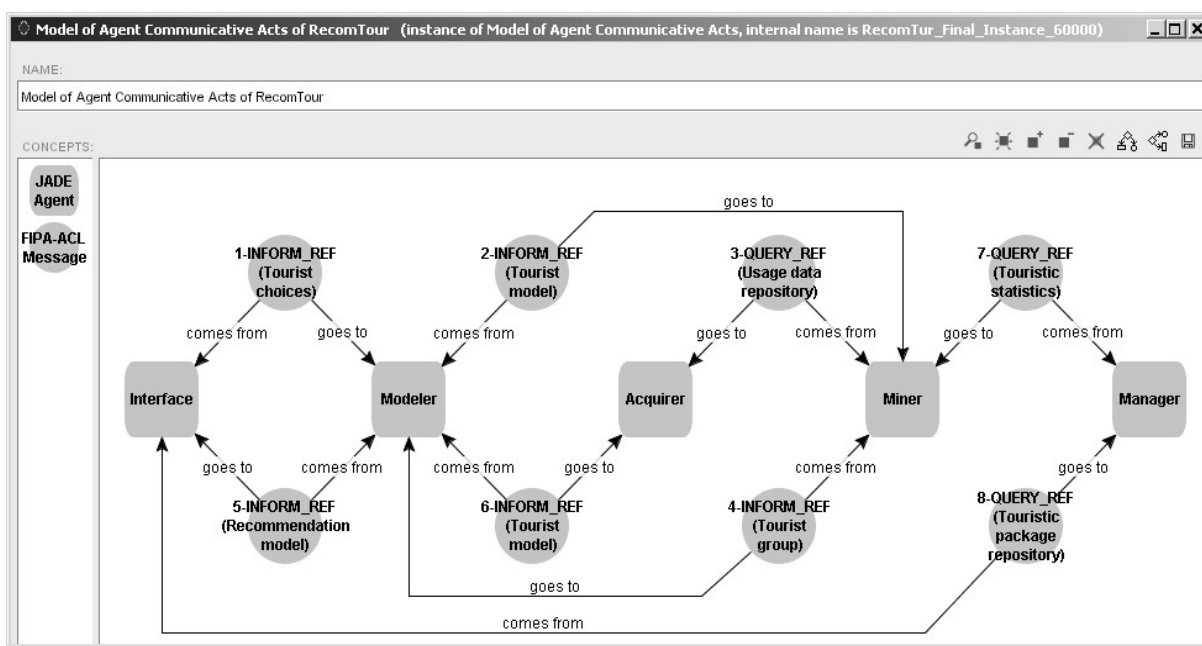 Model of Agent Communicative Acts of RecomTour (instance of Model of Agent Communicative Acts, internal name is RecomTur_Final_Instance_60000)
NAME:
Model of Agent Communicative Acts of RecomTour
CONCEPTS:
JADE
Agent
FIPA-ACL
Message
goes to
1-INFORM_REF
(Tourist
choices)
2-INFORM_REF
(Tourist
model)
3-QUERY_REF
(Usage data
repository)
7-QUERY_REF
(Touristic
statistics)
comes from
goes to
comes from
goes to
comes from
goes to
comes from
Interface
Modeler
Acquirer
Miner
Manager
goes to
comes from
comes from
goes to
comes from
goes to
5-INFORM_REF
(Recommendation
model)
6-INFORM_REF
(Tourist
model)
4-INFORM_REF
(Tourist
group)
8-QUERY_REF
(Touristic
package
repository)
goes to
comes from